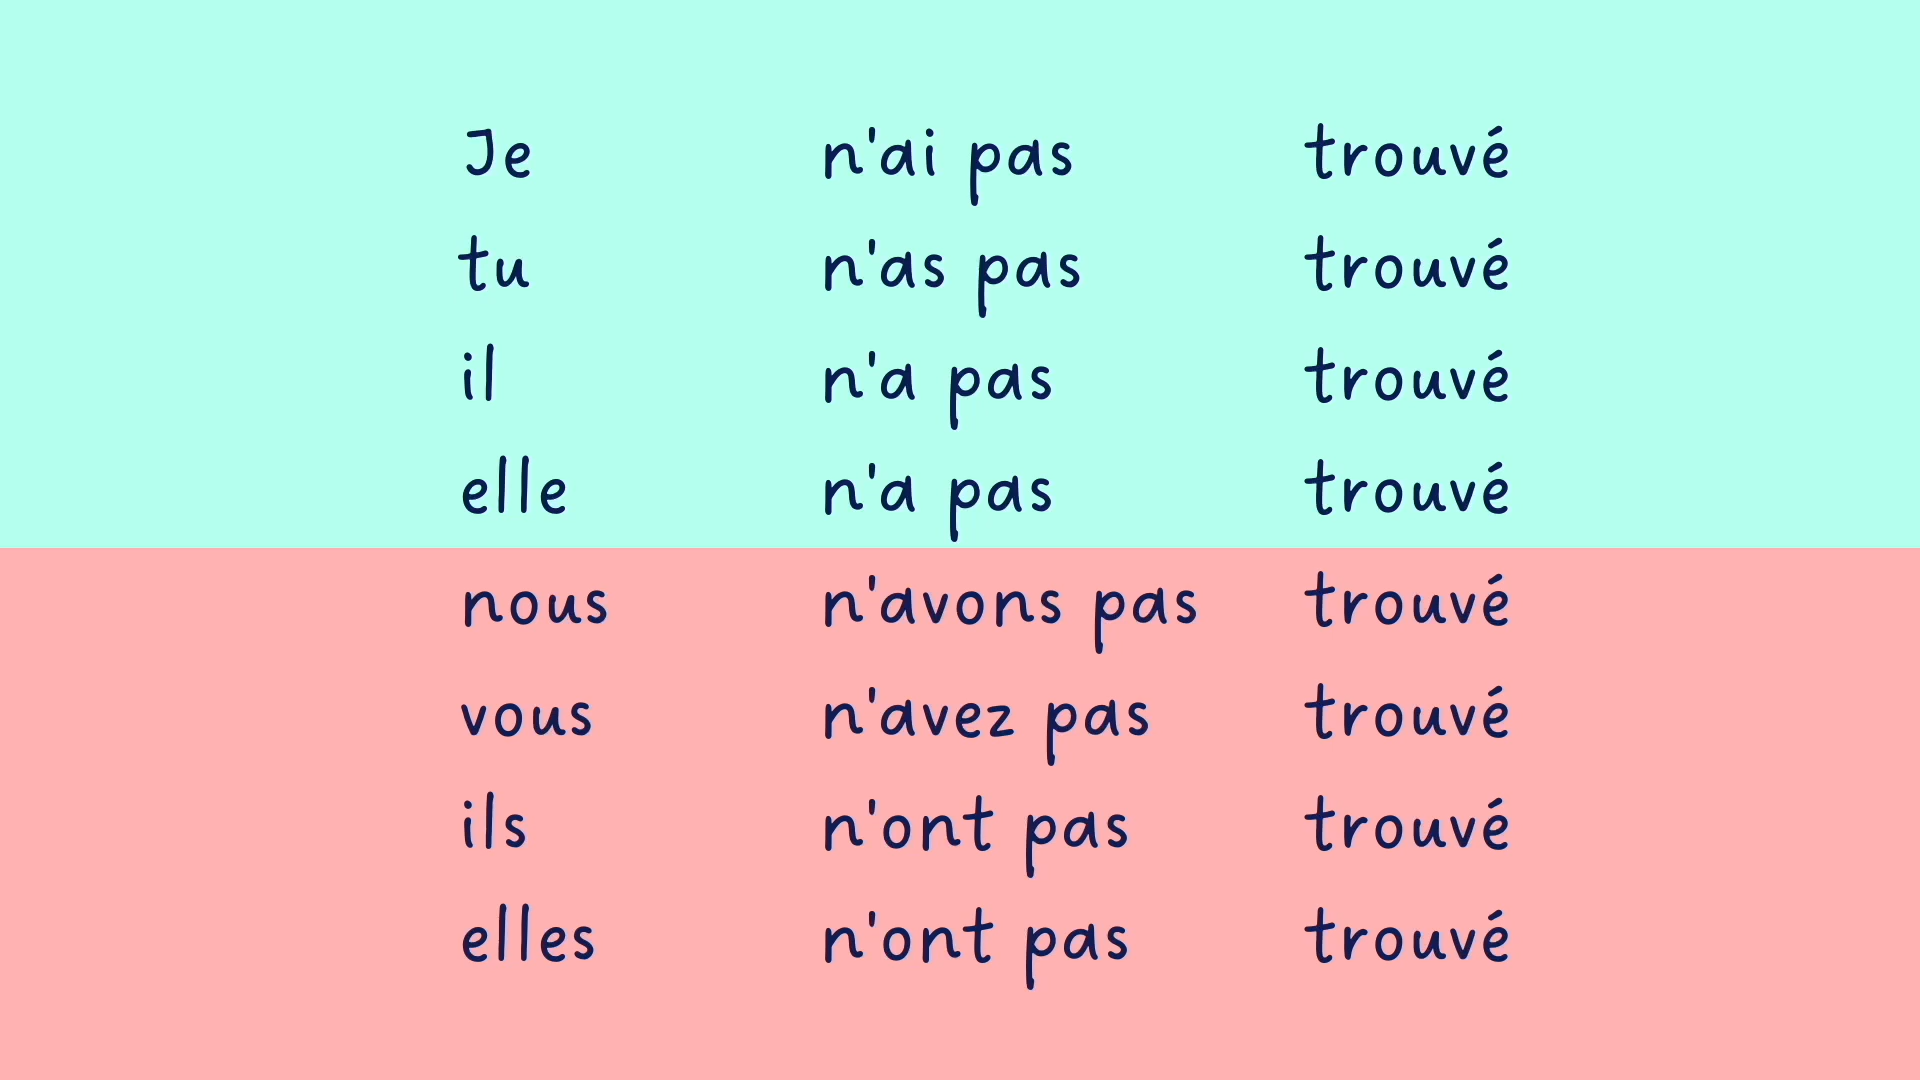 Je n'ai pas trouvé
tu n'as pas trouvé
il n'a pas trouvé
elle n'a pas trouvé
nous n'avons pas trouvé
vous n'avez pas trouvé
ils n'ont pas trouvé
elles n'ont pas trouvé